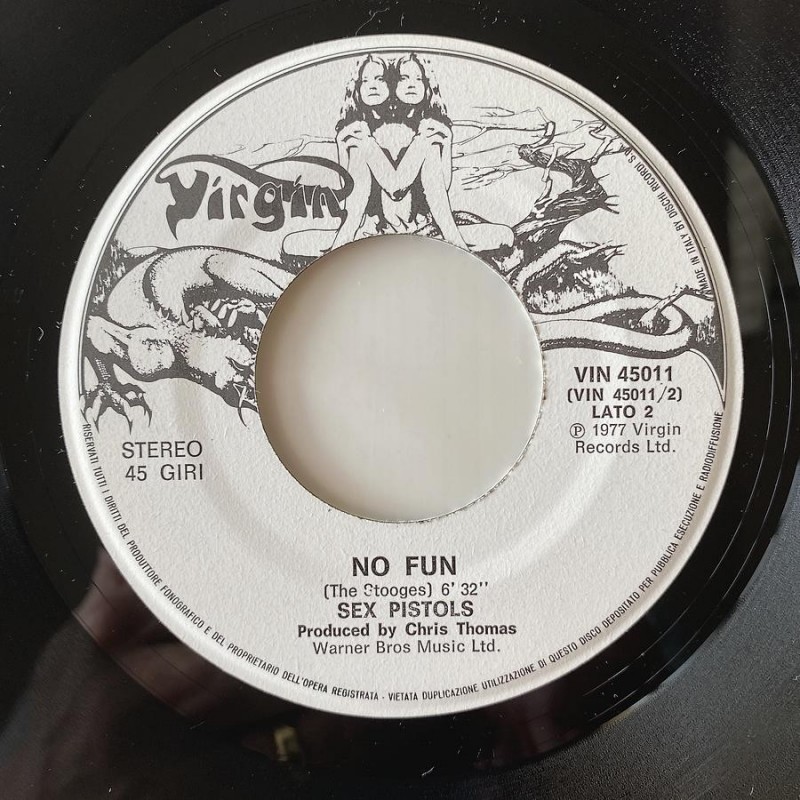 Virgin
MADE IN ITALY BY DISCHI RICORDI S.p.A.
VIN 45011
(VIN 45011/2)
LATO 2
℗ 1977 Virgin
Records Ltd.
STEREO
45 GIRI
NO FUN
(The Stooges) 6' 32''
SEX PISTOLS
Produced by Chris Thomas
Warner Bros Music Ltd.
RISERVATI TUTTI I DIRITTI DEL PRODUTTORE FONOGRAFICO E DEL PROPRIETARIO DELL'OPERA REGISTRATA - VIETATA DUPLICAZIONE UTILIZZAZIONE DI QUESTO DISCO DEPOSITATO PER PUBBLICA ESECUZIONE E RADIODIFFUSIONE